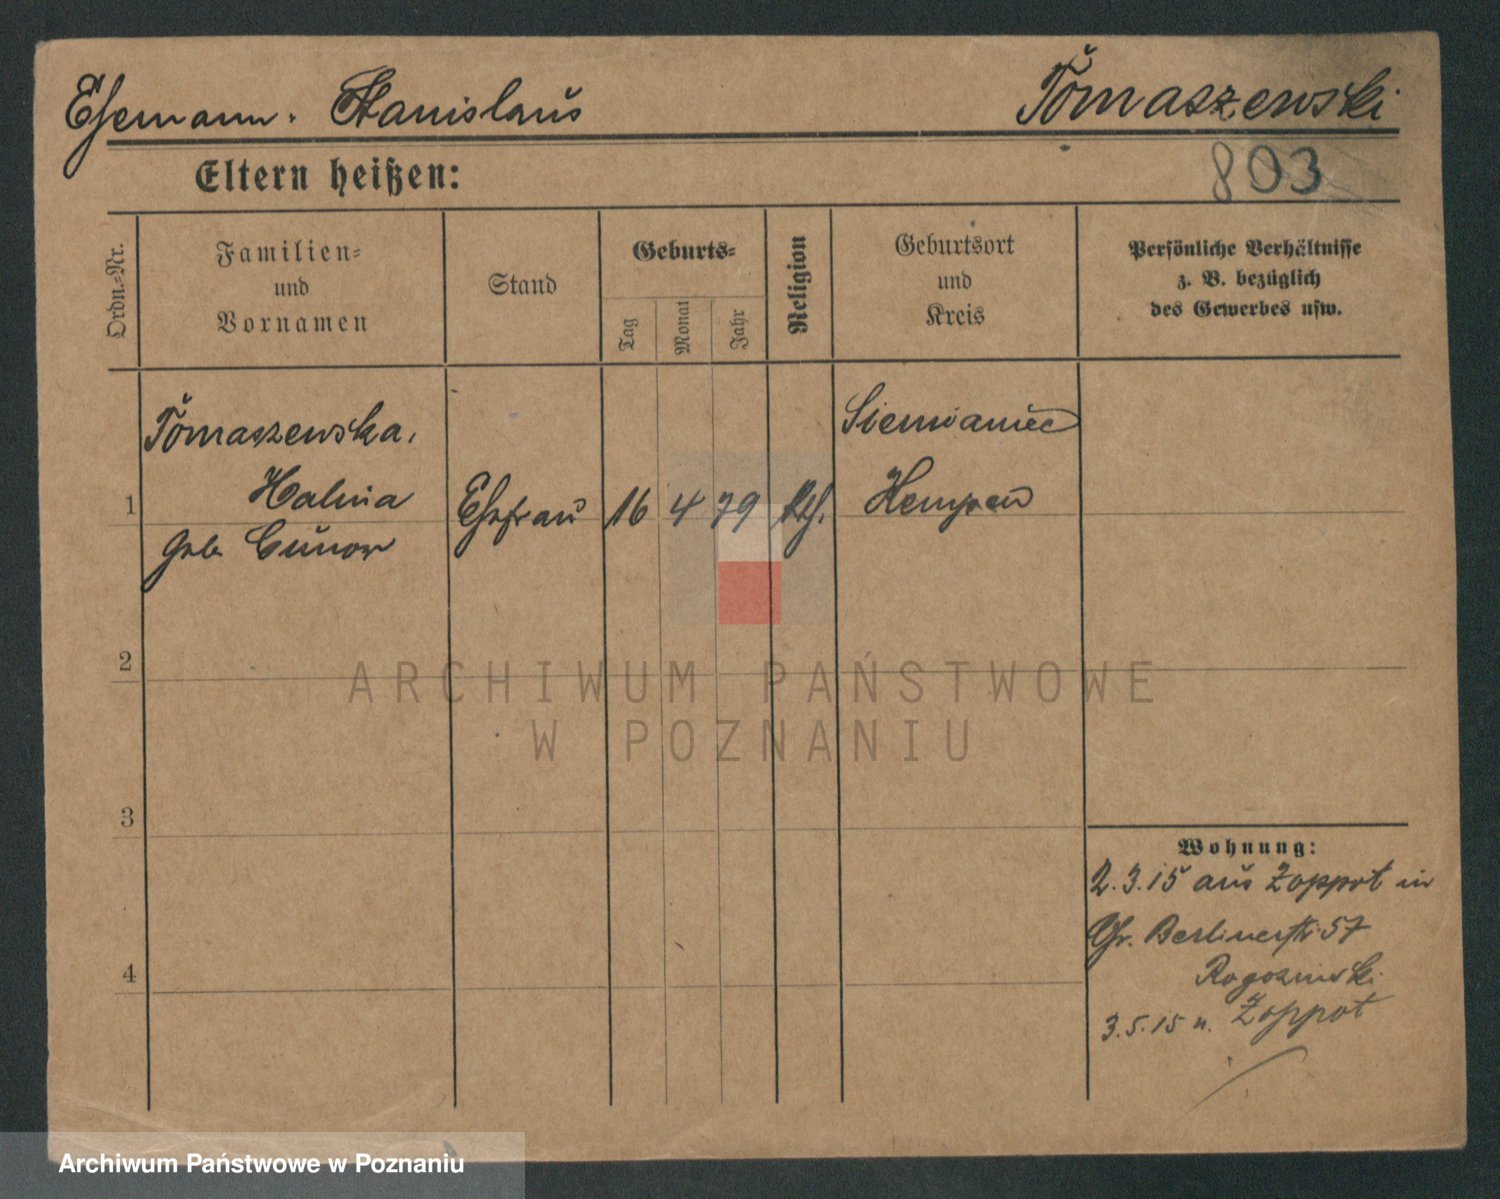 Ehemann. Stanislaus Tomaszewski
803
Eltern heißen:
Ordn.=Nr.
Familien=
und
Vornamen
Stand
Geburts=
Tag
Monat
Jahr
Religion
Geburtsort
und
Kreis
Persönliche Verhältnisse
z. B. bezüglich
des Gewerbes usw.
Tomaszewska,
Siemianiec
1 Halina Ehefrau 16 4 79 Kth. Kempen
geb. Cunow
2
3
4
Wohnung:
2.3.15 aus Zoppot in
Gr. Berlinerstr. 57
Rogozinski
3.5.15 n. Zoppot
ARCHIWUM PAŃSTWOWE
W POZNANIU
Archiwum Państwowe w Poznaniu